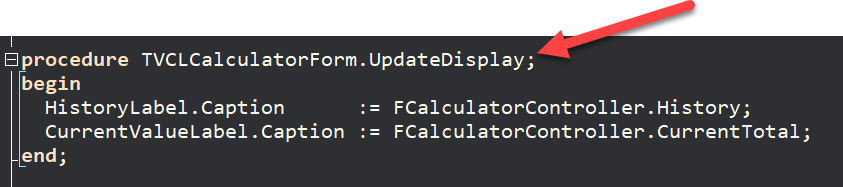 procedure TVCLCalculatorForm.UpdateDisplay;
begin
  HistoryLabel.Caption      := FCalculatorController.History;
  CurrentValueLabel.Caption := FCalculatorController.CurrentTotal;
end;